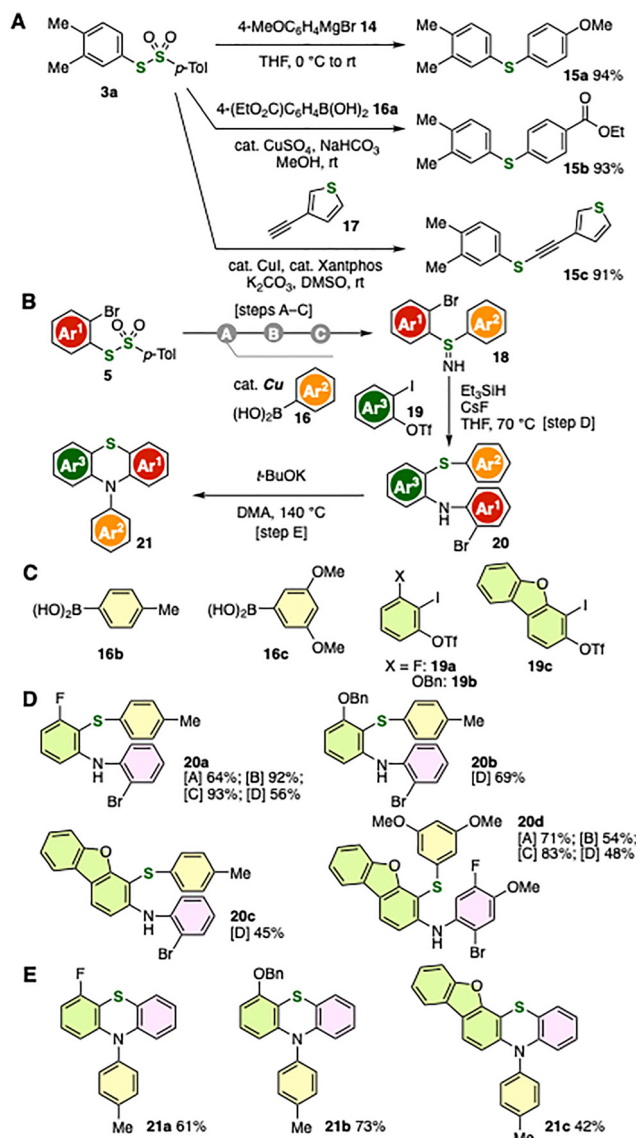 A
Me
Me
S
S
O
O
p-Tol
3a
4-MeOC6H4MgBr 14
THF, 0 °C to rt
Me
Me
S
OMe
15a 94%
4-(EtO2C)C6H4B(OH)2 16a
cat. CuSO4, NaHCO3
MeOH, rt
Me
Me
S
O
OEt
15b 93%
S
17
cat. CuI, cat. Xantphos
K2CO3, DMSO, rt
Me
Me
S
S
15c 91%
B
Br
Ar1
O
O
S
S
p-Tol
5
[steps A–C]
A B C
cat. Cu
Ar2
(HO)2B
16
Br
Ar1
Ar2
S
NH
18
I
Ar3
19
OTf
Et3SiH
CsF
THF, 70 °C [step D]
S
Ar3
Ar1
N
Ar2
21
t-BuOK
DMA, 140 °C
[step E]
S
Ar2
Ar3
N
H
Ar1
Br
20
C
(HO)2B
Me
16b
OMe
(HO)2B
OMe
16c
X
I
OTf
X = F: 19a
OBn: 19b
O
I
OTf
19c
D
F
S
Me
N
H
Br
20a
[A] 64%; [B] 92%;
[C] 93%; [D] 56%
OBn
S
Me
N
H
Br
20b
[D] 69%
O
S
Me
N
H
Br
20c
[D] 45%
MeO
OMe
O
S
F
OMe
N
H
Br
20d
[A] 71%; [B] 54%;
[C] 83%; [D] 48%
E
F
S
N
Me
21a 61%
OBn
S
N
Me
21b 73%
O
S
N
Me
21c 42%